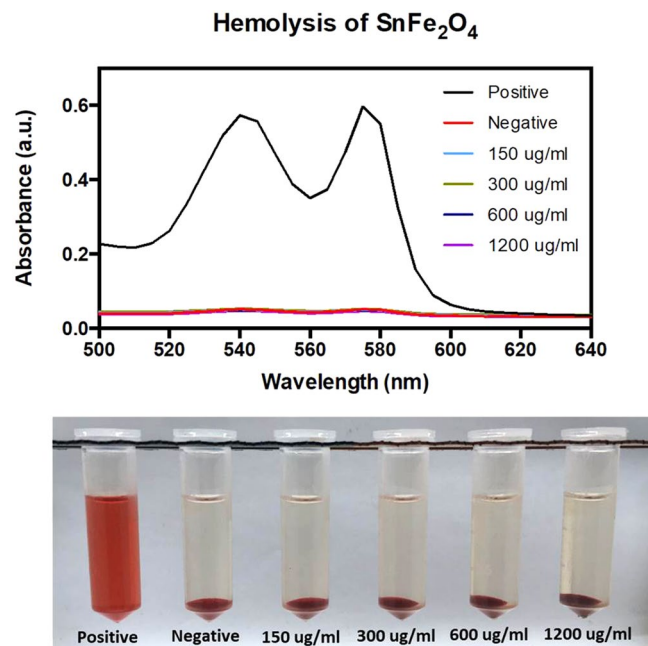 Hemolysis of SnFe₂O₄
Absorbance (a.u.)
0.6
0.4
0.2
0.0
500 520 540 560 580 600 620 640
Wavelength (nm)
Positive
Negative
150 ug/ml
300 ug/ml
600 ug/ml
1200 ug/ml
Positive Negative 150 ug/ml 300 ug/ml 600 ug/ml 1200 ug/ml